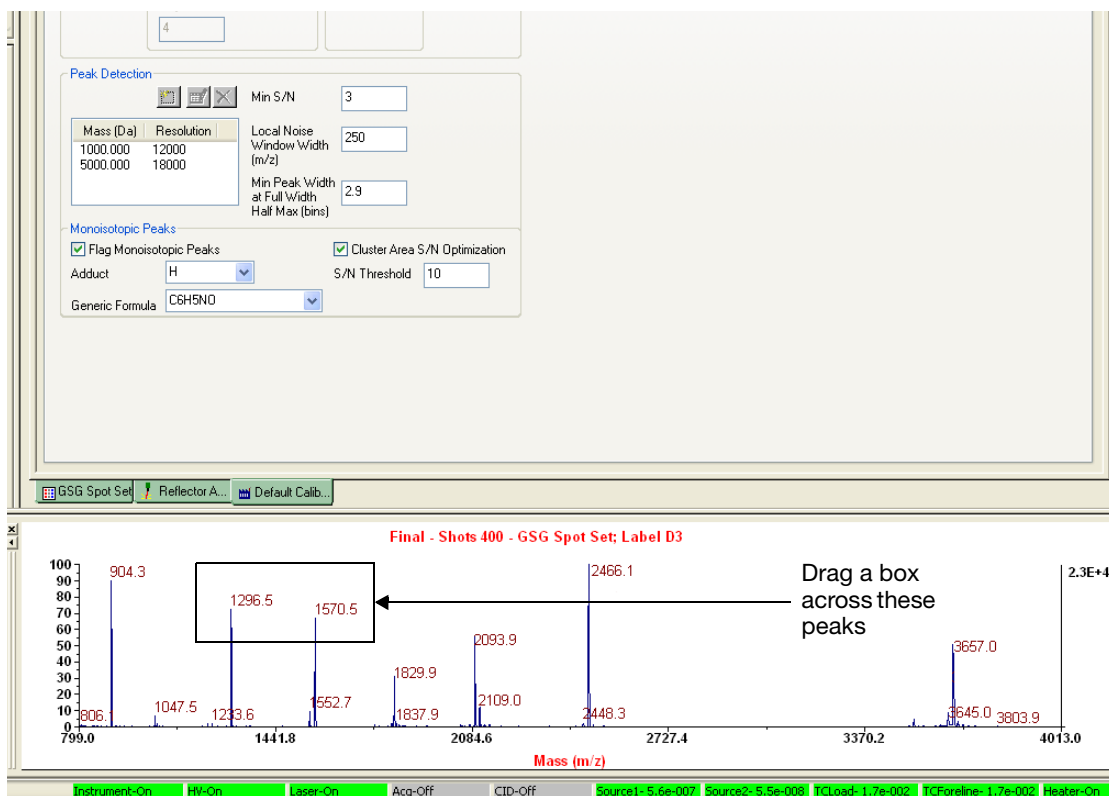 4
Peak Detection
Min S/N 3
Mass (Da) Resolution
1000.000 12000
5000.000 18000
Local Noise
Window Width
(m/z)
250
Min Peak Width
at Full Width
Half Max (bins)
2.9
Monoisotopic Peaks
Flag Monoisotopic Peaks
Cluster Area S/N Optimization
Adduct H
S/N Threshold 10
Generic Formula C6H5NO
GSG Spot Set
Reflector A...
Default Calib...
Final - Shots 400 - GSG Spot Set; Label D3
100
90
80
70
60
50
40
30
20
10
0
2.3E+4
904.3
1296.5
1570.5
2466.1
Drag a box
across these
peaks
2093.9
3657.0
1829.9
1047.5
1552.7
2109.0
806.1
1233.6
1837.9
2448.3
3645.0
3803.9
799.0 1441.8 2084.6 2727.4 3370.2 4013.0
Mass (m/z)
Instrument-On HV-On Laser-On Acq-Off CID-Off Source1- 5.6e-007 Source2- 5.5e-008 TCLoad- 1.7e-002 TCForeline- 1.7e-002 Heater-On